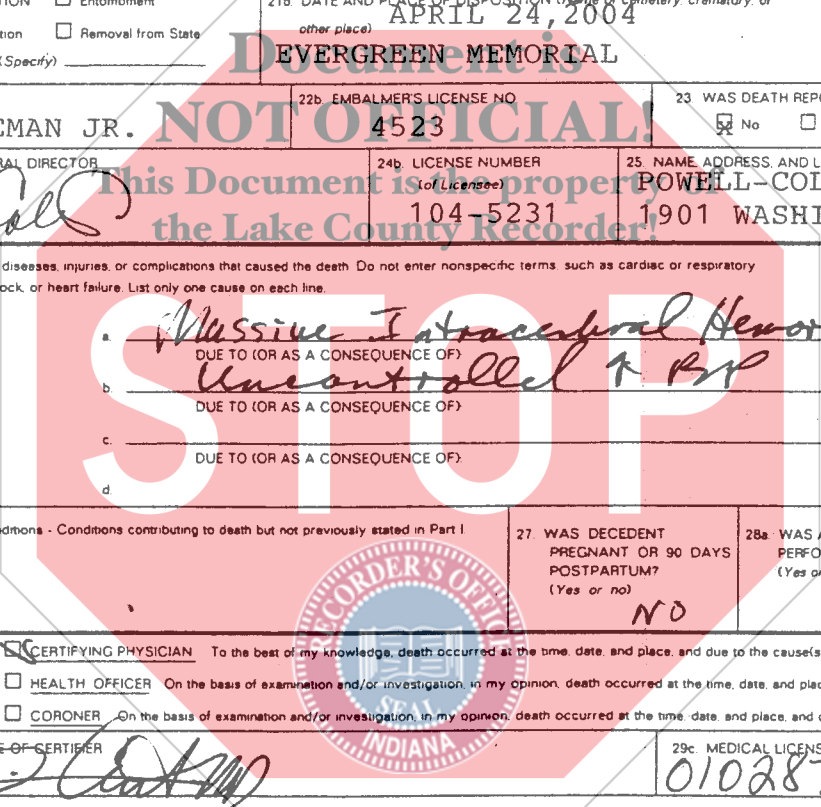 Entombment
21b. DATE AND PLACE OF DISPOSITION (Name of cemetery, crematory, or
other place)
APRIL 24,2004
Removal from State
(Specify)
EVERGREEN MEMORIAL
Document is
NOT OFFICIAL!
This Document is the property of
the Lake County Recorder!
22b. EMBALMER'S LICENSE NO
4523
23 WAS DEATH REPO
No
CMAN JR.
RAL DIRECTOR
24b. LICENSE NUMBER
(of Licensee)
104-5231
25. NAME, ADDRESS, AND L
POWELL-COL
1901 WASHI
diseases, injuries, or complications that caused the death. Do not enter nonspecific terms, such as cardiac or respiratory
ock, or heart failure. List only one cause on each line.
a. Massive Intracerebral Hemor
DUE TO (OR AS A CONSEQUENCE OF)
b. Uncontrolled ↑ BP
DUE TO (OR AS A CONSEQUENCE OF)
c.
DUE TO (OR AS A CONSEQUENCE OF)
d.
STOP
nditions - Conditions contributing to death but not previously stated in Part I.
27. WAS DECEDENT
PREGNANT OR 90 DAYS
POSTPARTUM?
(Yes or no)
NO
28a. WAS A
PERFO
(Yes or
RECORDER'S OFFICE
SEAL
INDIANA
CERTIFYING PHYSICIAN To the best of my knowledge, death occurred at the time, date, and place, and due to the cause(s
HEALTH OFFICER On the basis of examination and/or investigation, in my opinion, death occurred at the time, date, and plac
CORONER On the basis of examination and/or investigation, in my opinion, death occurred at the time, date, and place, and
E OF CERTIFIER
29c. MEDICAL LICENS
01028